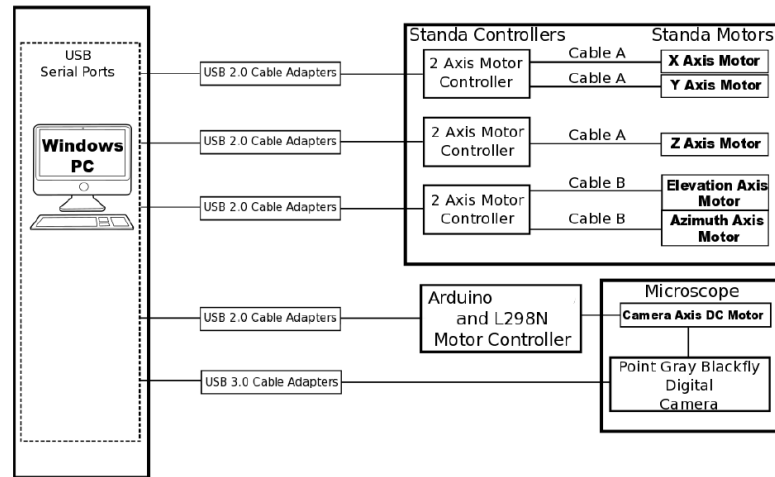 USB
Serial Ports
Windows
PC
USB 2.0 Cable Adapters
USB 2.0 Cable Adapters
USB 2.0 Cable Adapters
USB 2.0 Cable Adapters
USB 3.0 Cable Adapters
Standa Controllers
Standa Motors
2 Axis Motor
Controller
Cable A
X Axis Motor
Cable A
Y Axis Motor
2 Axis Motor
Controller
Cable A
Z Axis Motor
2 Axis Motor
Controller
Cable B
Elevation Axis
Motor
Cable B
Azimuth Axis
Motor
Arduino
and L298N
Motor Controller
Microscope
Camera Axis DC Motor
Point Gray Blackfly
Digital
Camera